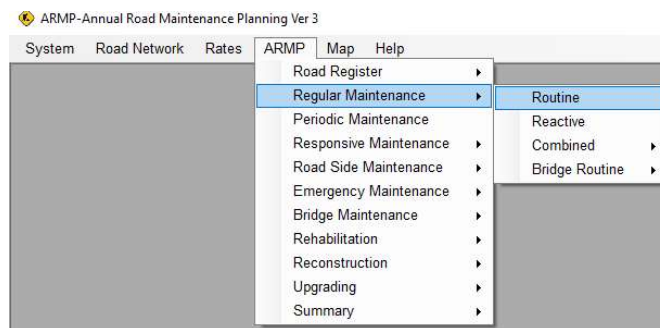 ARMP-Annual Road Maintenance Planning Ver 3
System Road Network Rates ARMP Map Help
Road Register
Regular Maintenance
Periodic Maintenance
Responsive Maintenance
Road Side Maintenance
Emergency Maintenance
Bridge Maintenance
Rehabilitation
Reconstruction
Upgrading
Summary
Routine
Reactive
Combined
Bridge Routine